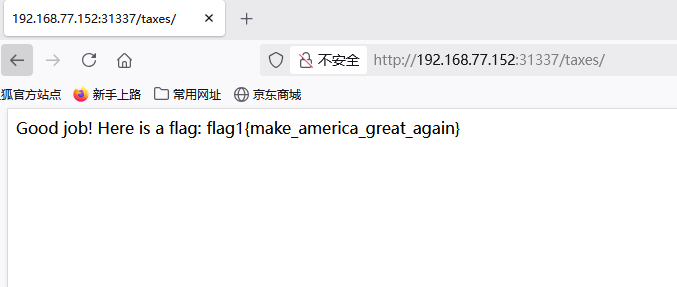 192.168.77.152:31337/taxes/
不安全 http://192.168.77.152:31337/taxes/
狐官方站点 新手上路 常用网址 京东商城
Good job! Here is a flag: flag1{make_america_great_again}